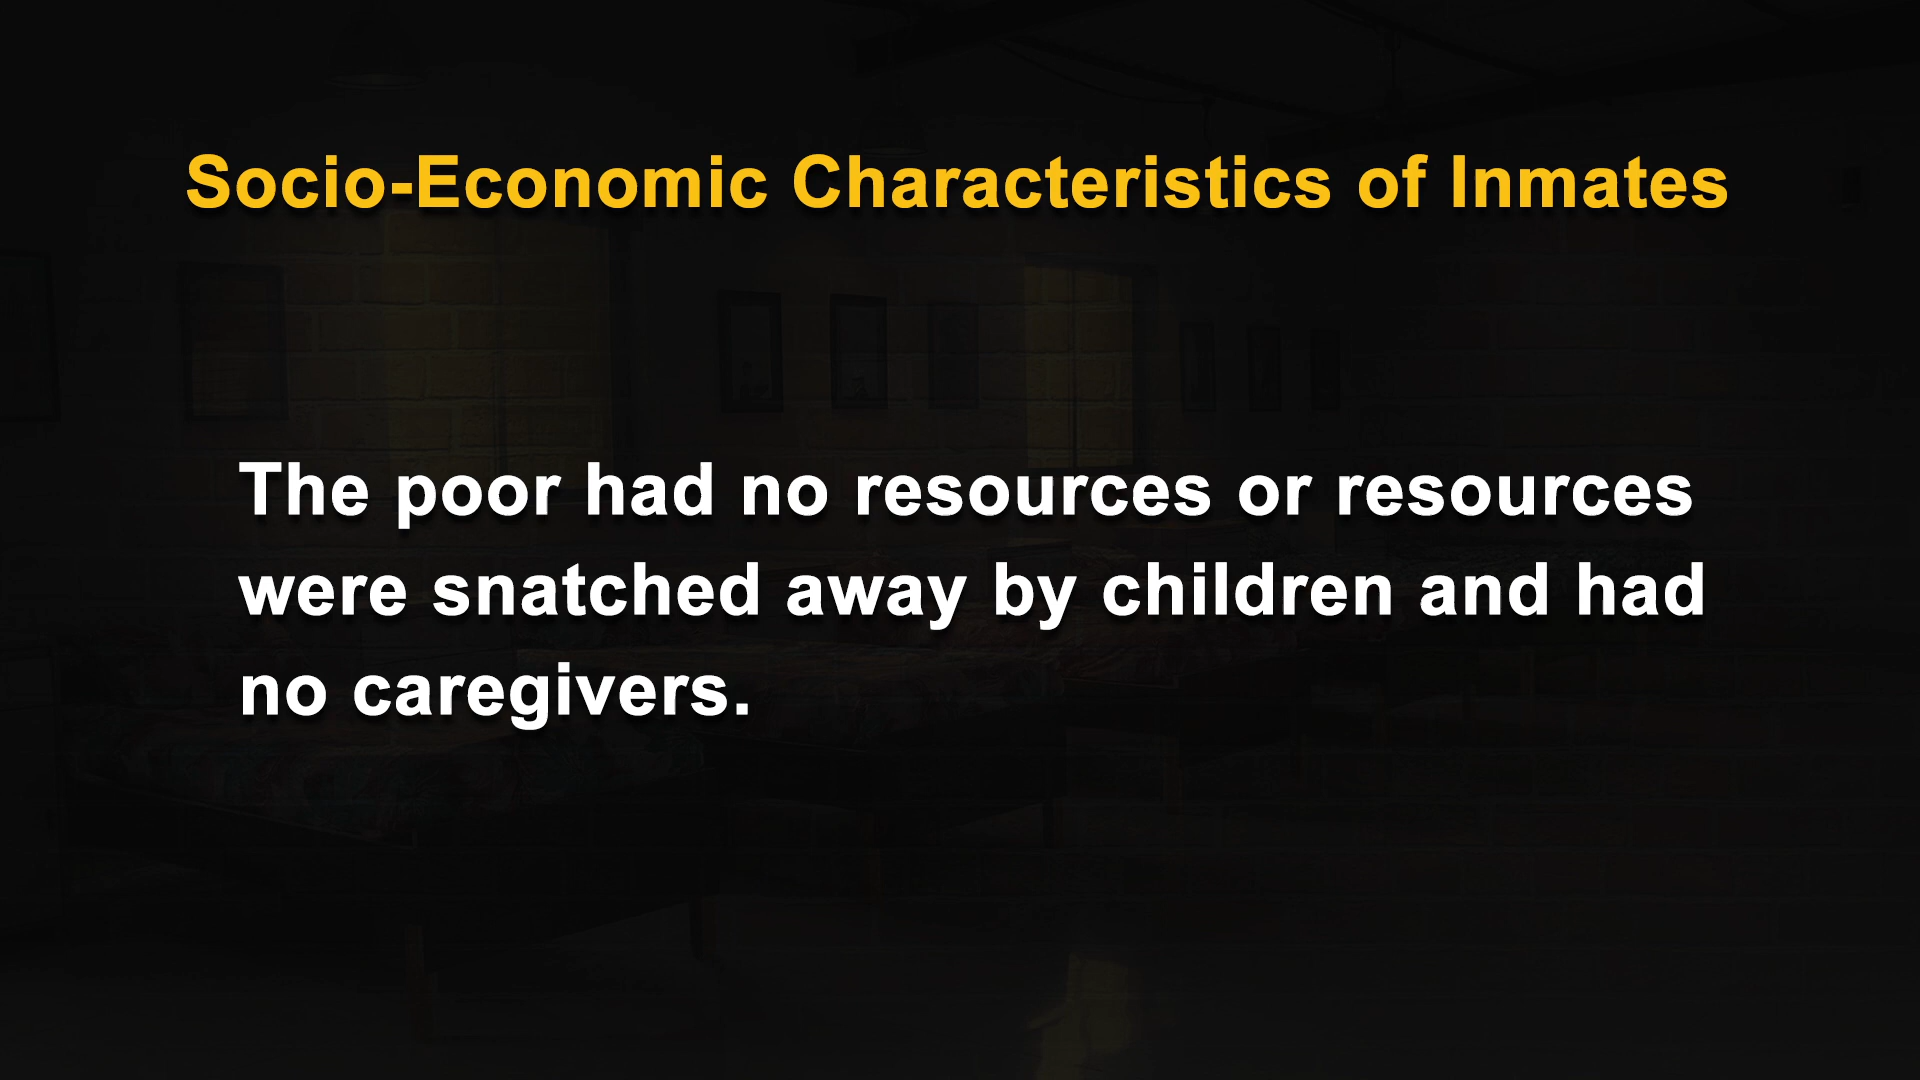 Socio-Economic Characteristics of Inmates
The poor had no resources or resources
were snatched away by children and had
no caregivers.